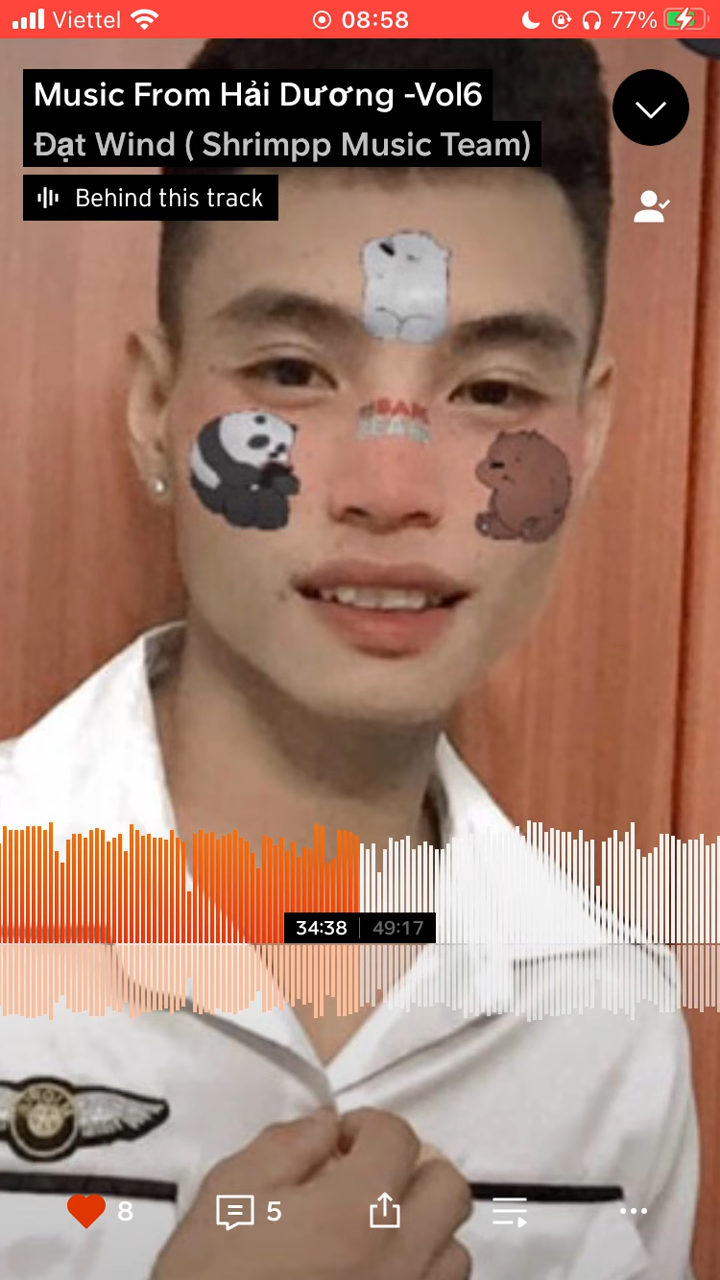 Viettel
08:58
77%
Music From Hải Dương -Vol6
Đạt Wind ( Shrimpp Music Team)
Behind this track
34:38
49:17
8
5